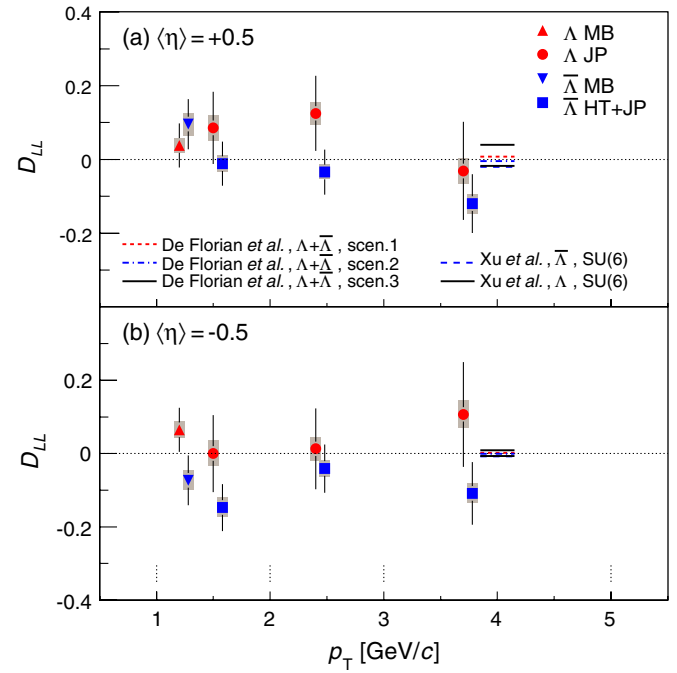 (a) ⟨η⟩ = +0.5
Λ MB
Λ JP
Λ̅ MB
Λ̅ HT+JP
D_LL
0.2
0
-0.2
De Florian et al., Λ+Λ̅, scen.1
De Florian et al., Λ+Λ̅, scen.2
De Florian et al., Λ+Λ̅, scen.3
Xu et al., Λ̅, SU(6)
Xu et al., Λ, SU(6)
(b) ⟨η⟩ = -0.5
D_LL
0.2
0
-0.2
-0.4
1 2 3 4 5
p_T [GeV/c]